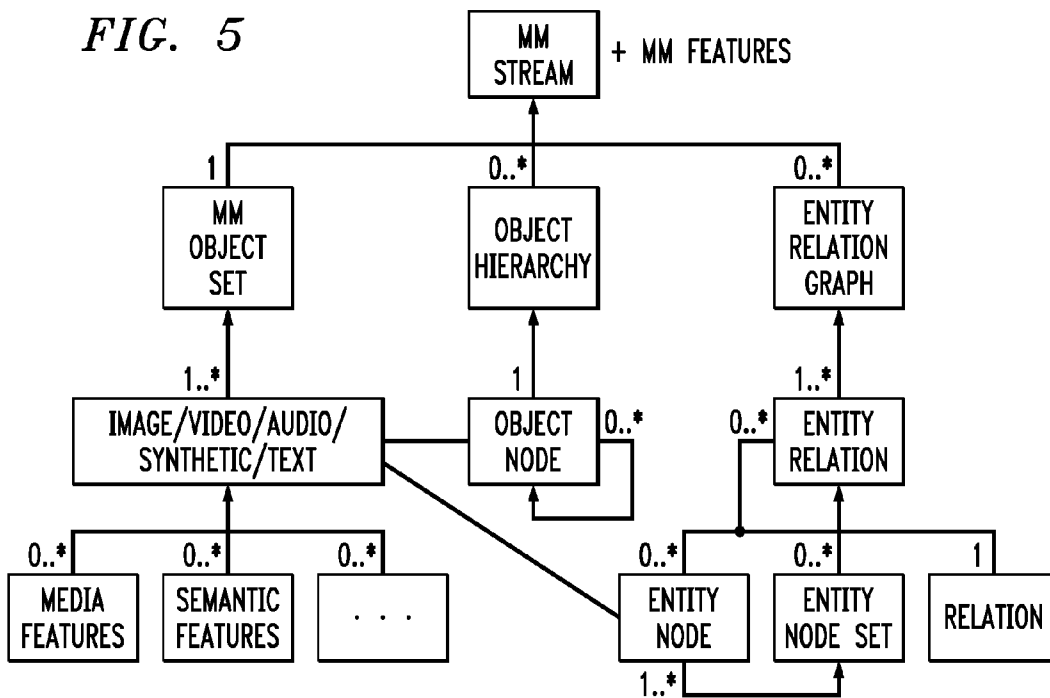 FIG. 5
MM
STREAM
+ MM FEATURES
1
0..*
0..*
MM
OBJECT
SET
OBJECT
HIERARCHY
ENTITY
RELATION
GRAPH
1..*
1
1..*
IMAGE/VIDEO/AUDIO/
SYNTHETIC/TEXT
OBJECT
NODE
0..*
0..*
ENTITY
RELATION
0..*
0..*
0..*
0..*
0..*
1
MEDIA
FEATURES
SEMANTIC
FEATURES
. . .
ENTITY
NODE
ENTITY
NODE SET
RELATION
1..*